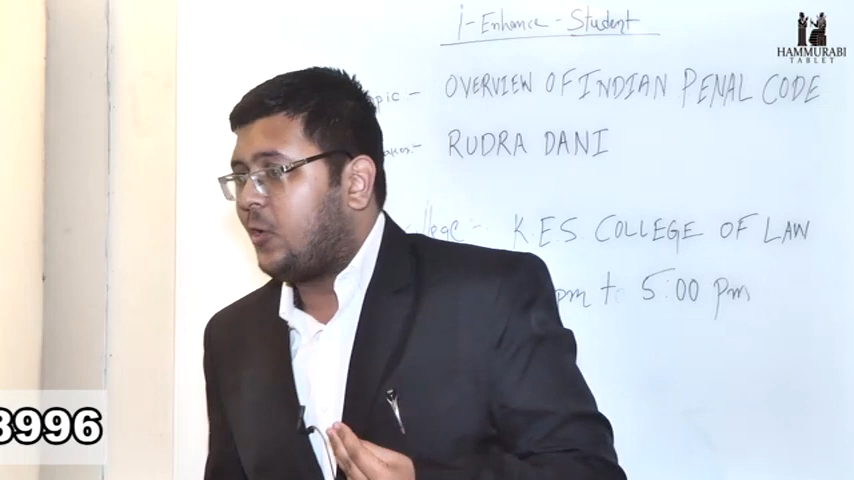 i-Enhance-Student
HAMMURABI
TABLET
OVERVIEW OF INDIAN PENAL CODE
RUDRA DANI
K.E.S. COLLEGE OF LAW
pm to 5:00 pm
3996